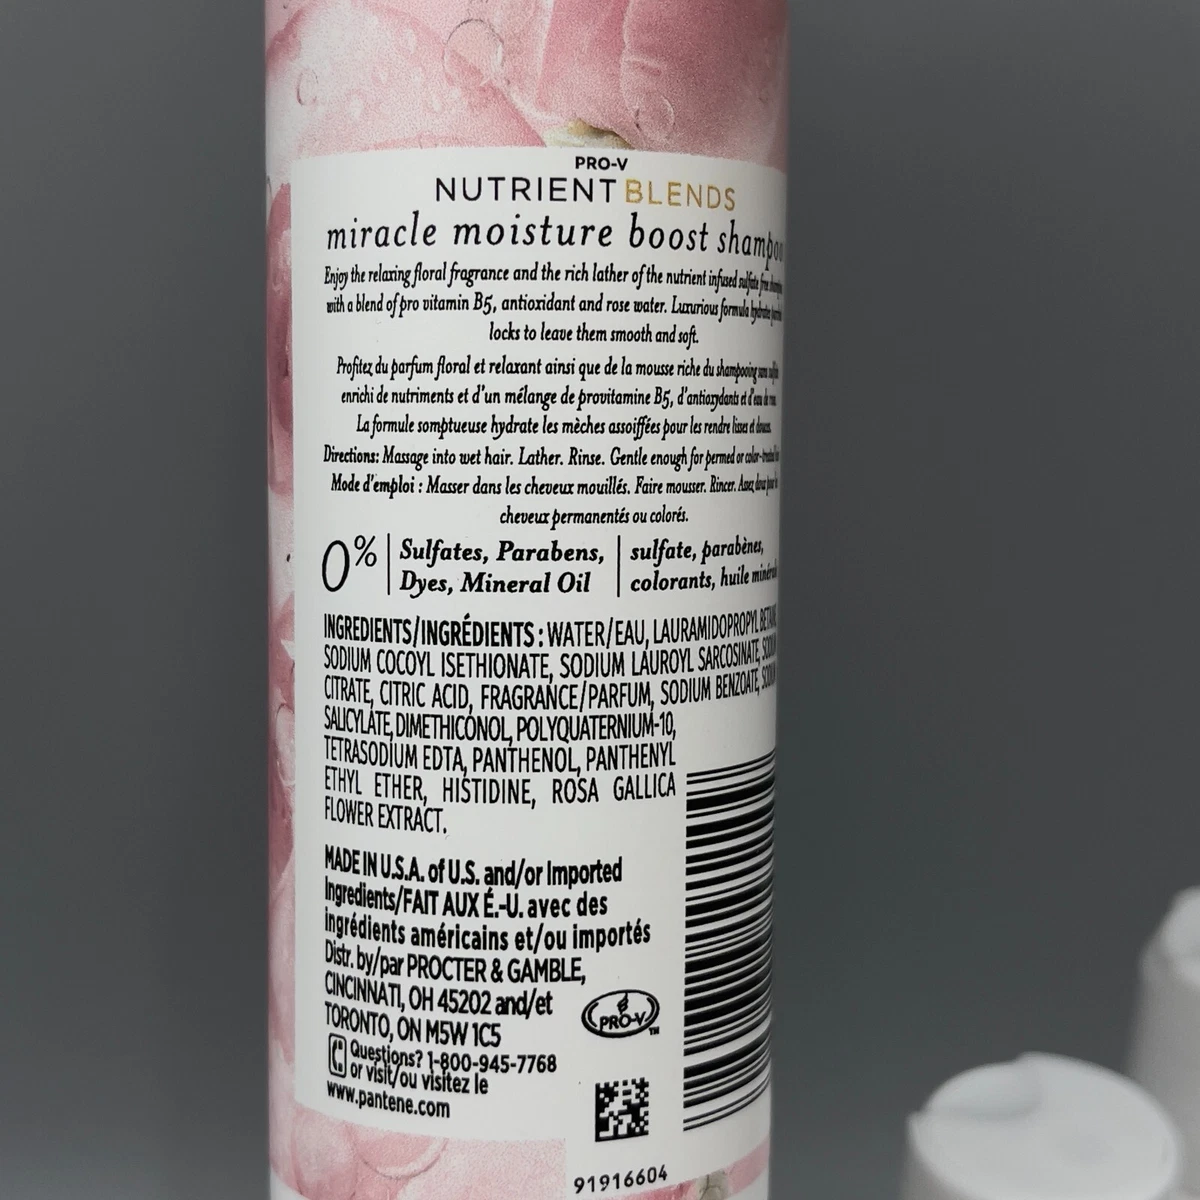 PRO-V
NUTRIENT BLENDS
miracle moisture boost
Enjoy the relaxing floral fragrance and the rich lather of the nutrient infused sulfate free
with a blend of pro vitamin B5, antioxidant and rose water. Luxurious formula hydrates
locks to leave them smooth and soft.
Profitez du parfum floral et relaxant ainsi que de la mousse riche du shampooing sans
enrichi de nutriments et d'un mélange de provitamine B5, d'antioxydants et d'eau de rose.
La formule somptueuse hydrate les mèches assoiffées pour les rendre lisses et douces.
Directions: Massage into wet hair. Lather. Rinse. Gentle enough for permed or
Mode d'emploi : Masser dans les cheveux mouillés. Faire mousser. Rincer. Assez doux pour
cheveux permanentés ou colorés.
0% Sulfates, Parabens, sulfate, parabènes,
Dyes, Mineral Oil colorants, huile
INGREDIENTS/INGRÉDIENTS : WATER/EAU, LAURAMIDOPROPYL
SODIUM COCOYL ISETHIONATE, SODIUM LAUROYL SARCOSINATE,
CITRATE, CITRIC ACID, FRAGRANCE/PARFUM, SODIUM BENZOATE,
SALICYLATE, DIMETHICONOL, POLYQUATERNIUM-10,
TETRASODIUM EDTA, PANTHENOL, PANTHENYL
ETHYL ETHER, HISTIDINE, ROSA GALLICA
FLOWER EXTRACT.
MADE IN U.S.A. of U.S. and/or Imported
Ingredients/FAIT AUX É.-U. avec des
ingrédients américains et/ou importés
Distr. by/par PROCTER & GAMBLE,
CINCINNATI, OH 45202 and/et
TORONTO, ON M5W 1C5
Questions? 1-800-945-7768
or visit/ou visitez le
www.pantene.com
PRO-V™
91916604